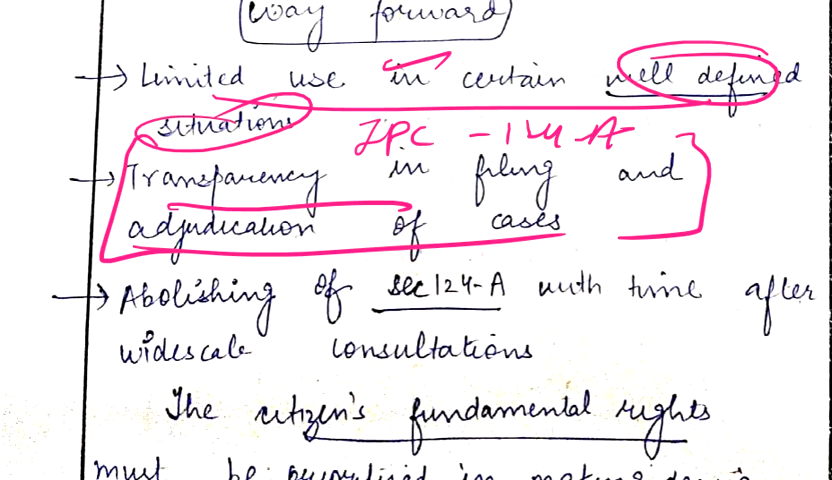 Way forward
→ Limited use in certain well defined
situations IPC - 124-A
→ Transparency in filing and
adjudication of cases
→ Abolishing of sec 124-A with time after
widescale consultations
The citizen's fundamental rights
must be